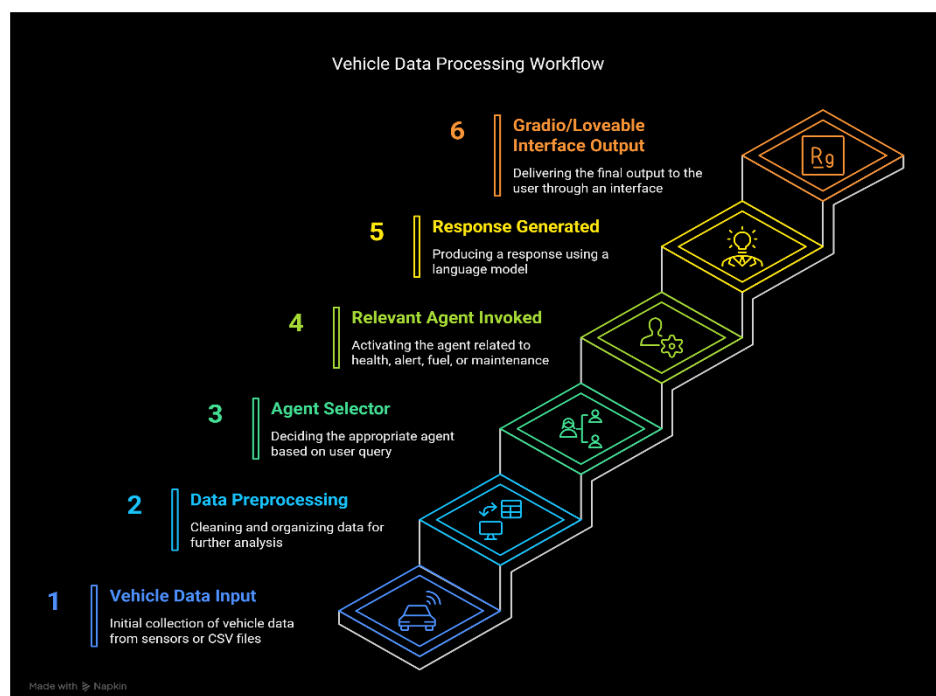 Vehicle Data Processing Workflow
6
Gradio/Loveable
Interface Output
Delivering the final output to the
user through an interface
Rg
5
Response Generated
Producing a response using a
language model
4
Relevant Agent Invoked
Activating the agent related to
health, alert, fuel, or maintenance
3
Agent Selector
Deciding the appropriate agent
based on user query
2
Data Preprocessing
Cleaning and organizing data for
further analysis
1
Vehicle Data Input
Initial collection of vehicle data
from sensors or CSV files
Made with Napkin